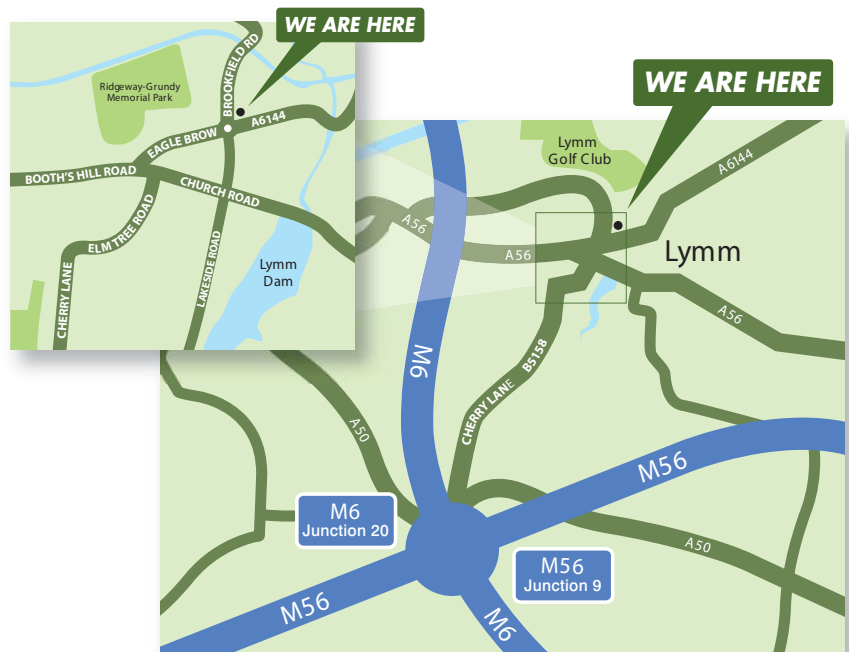 WE ARE HERE
BROOKFIELD RD
Ridgeway-Grundy
Memorial Park
A6144
EAGLE BROW
BOOTH'S HILL ROAD
CHURCH ROAD
ELM TREE ROAD
LAKESIDE ROAD
CHERRY LANE
Lymm
Dam
WE ARE HERE
Lymm
Golf Club
A6144
A56
A56
Lymm
A56
M6
B5158
CHERRY LANE
A50
M56
M6
Junction 20
A50
M56
Junction 9
M56
M6